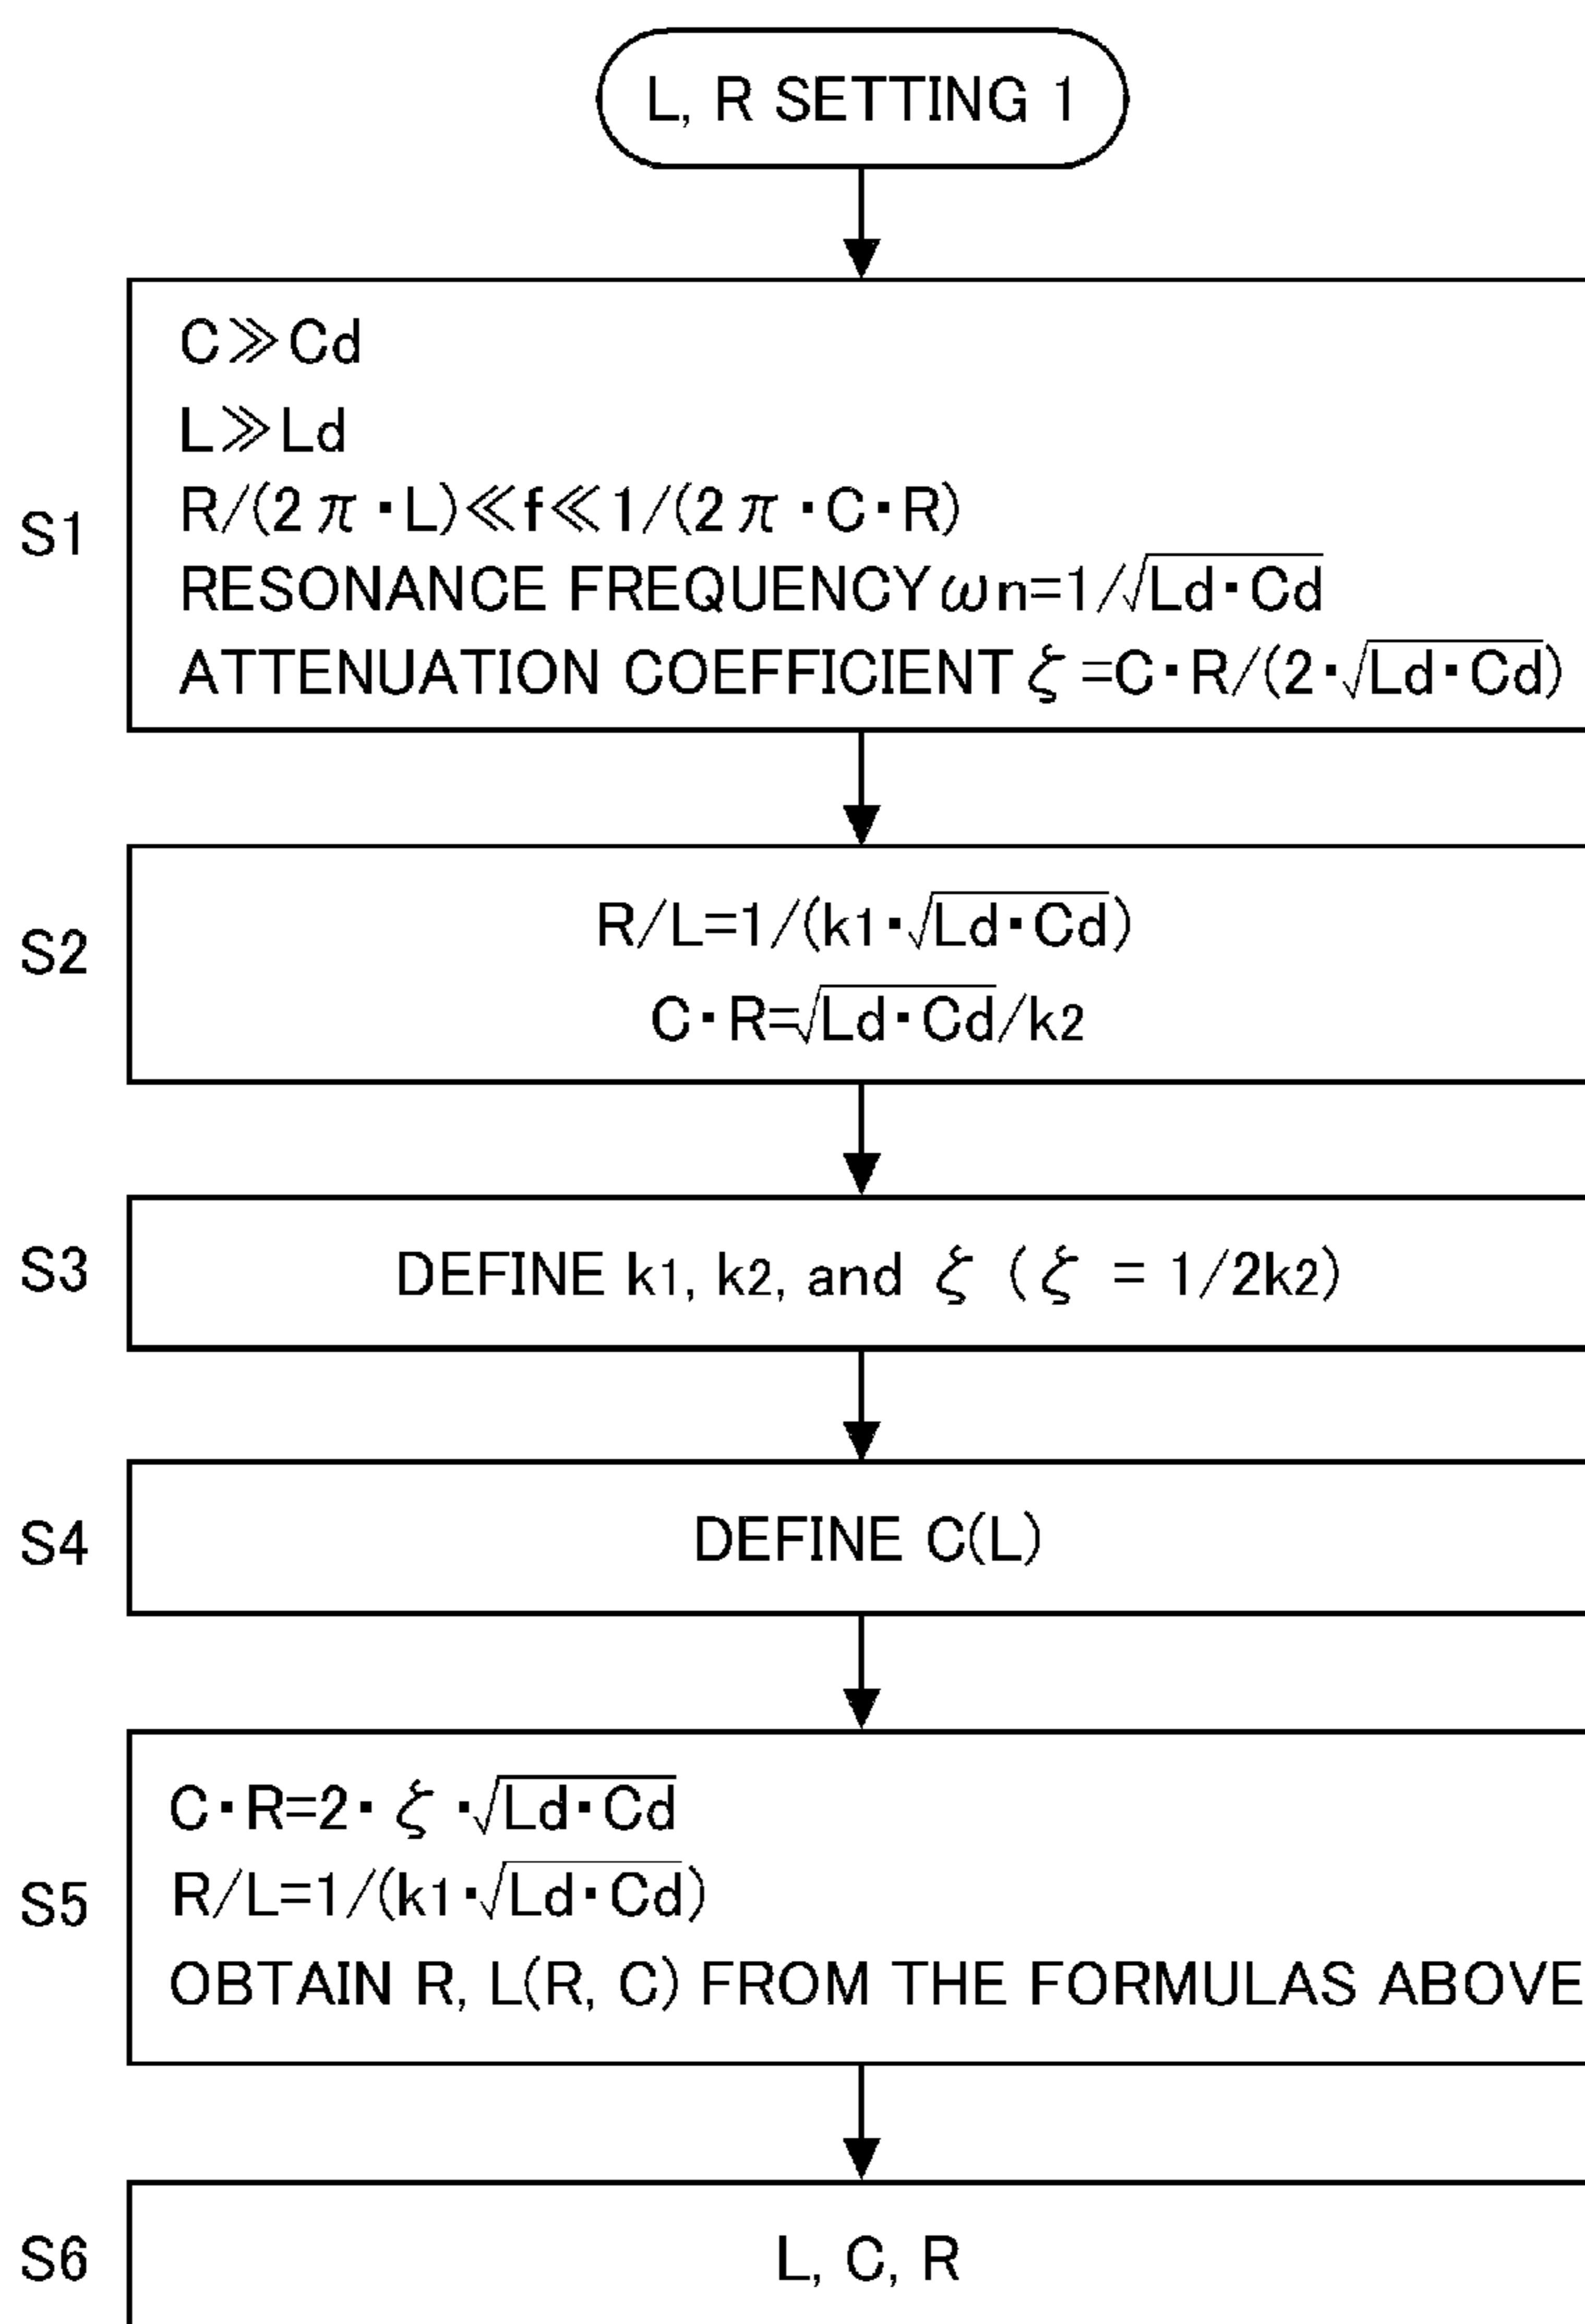 L, R SETTING 1
S1
C≫Cd
L≫Ld
R/(2π・L)≪f≪1/(2π・C・R)
RESONANCE FREQUENCY ωn=1/√Ld・Cd
ATTENUATION COEFFICIENT ζ=C・R/(2・√Ld・Cd)
S2
R/L=1/(k1・√Ld・Cd)
C・R=√Ld・Cd/k2
S3
DEFINE k1, k2, and ζ (ζ = 1/2k2)
S4
DEFINE C(L)
S5
C・R=2・ζ・√Ld・Cd
R/L=1/(k1・√Ld・Cd)
OBTAIN R, L(R, C) FROM THE FORMULAS ABOVE
S6
L, C, R